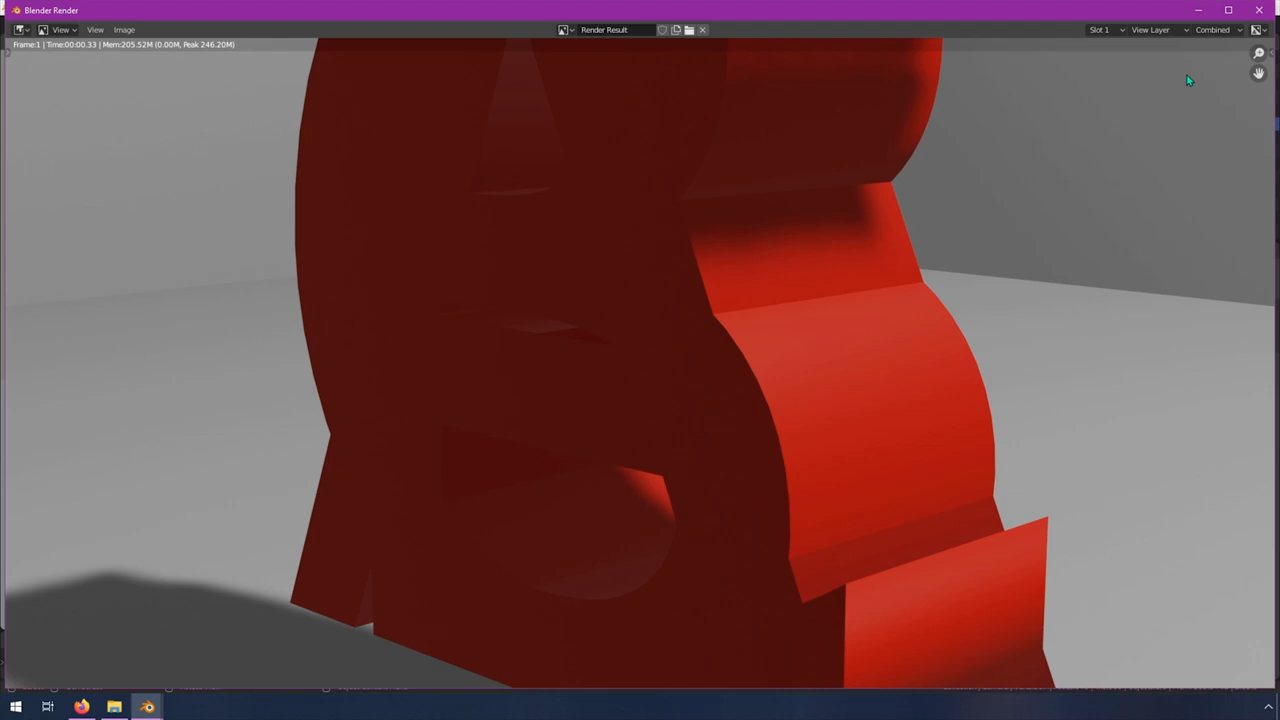 Blender Render
View View Image Render Result Slot 1 View Layer Combined
Frame:1 | Time:00:00.33 | Mem:205.52M (0.00M, Peak 246.20M)